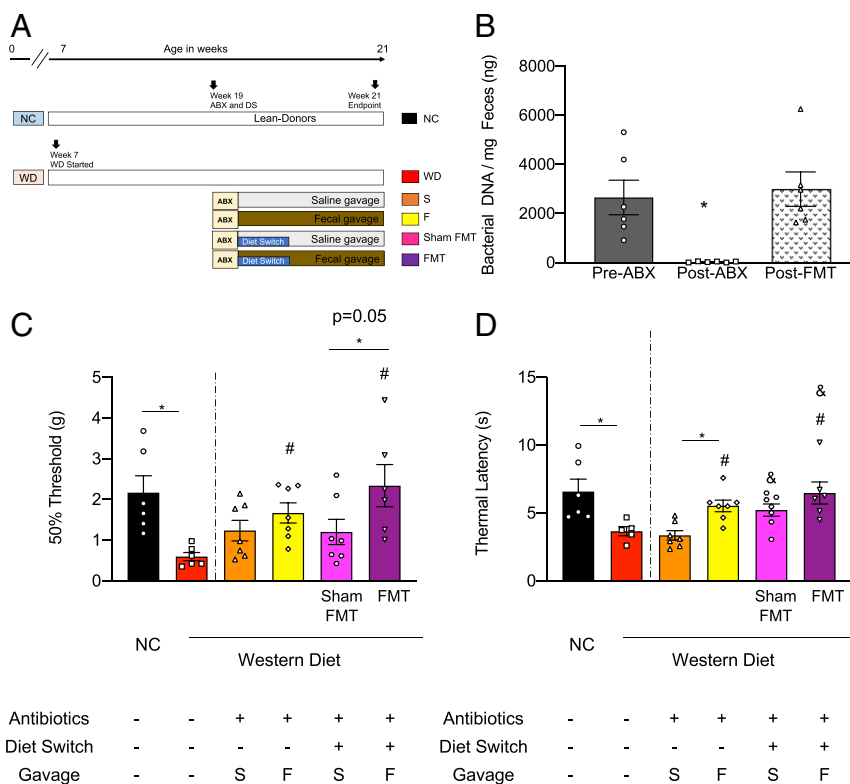 A
0 7 Age in weeks 21
Week 19
ABX and DS
Week 21
Endpoint
NC Lean-Donors NC
Week 7
WD Started
WD WD
ABX Saline gavage S
ABX Fecal gavage F
ABX Diet Switch Saline gavage Sham FMT
ABX Diet Switch Fecal gavage FMT
B
Bacterial DNA / mg Feces (ng)
8000
6000
4000
2000
0
*
Pre-ABX Post-ABX Post-FMT
C
p=0.05
50% Threshold (g)
5
4
3
2
1
0
* # * #
Sham
FMT
FMT
NC
Western Diet
Antibiotics - - + + + +
Diet Switch - - - - + +
Gavage - - S F S F
D
Thermal Latency (s)
15
10
5
0
* * # & & #
Sham
FMT
FMT
NC
Western Diet
Antibiotics - - + + + +
Diet Switch - - - - + +
Gavage - - S F S F